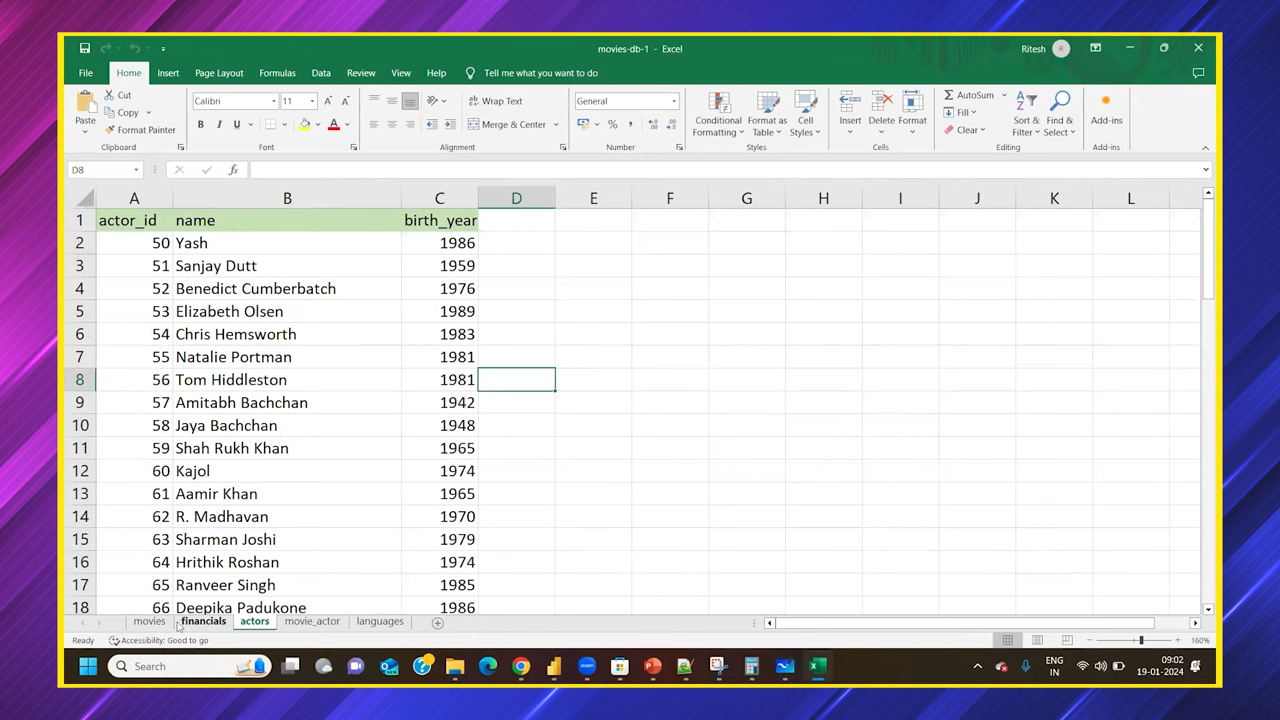 movies-db-1 - Excel
Ritesh R
File Home Insert Page Layout Formulas Data Review View Help Tell me what you want to do
Paste
Cut
Copy
Format Painter
Clipboard
Calibri 11
B I U
Font
Wrap Text
Merge & Center
Alignment
General
Number
Conditional Formatting
Format as Table
Cell Styles
Styles
Insert Delete Format
Cells
AutoSum
Fill
Clear
Sort & Filter
Find & Select
Editing
Add-ins
Add-ins
D8 fx
A B C D E F G H I J K L
1 actor_id name birth_year
2 50 Yash 1986
3 51 Sanjay Dutt 1959
4 52 Benedict Cumberbatch 1976
5 53 Elizabeth Olsen 1989
6 54 Chris Hemsworth 1983
7 55 Natalie Portman 1981
8 56 Tom Hiddleston 1981
9 57 Amitabh Bachchan 1942
10 58 Jaya Bachchan 1948
11 59 Shah Rukh Khan 1965
12 60 Kajol 1974
13 61 Aamir Khan 1965
14 62 R. Madhavan 1970
15 63 Sharman Joshi 1979
16 64 Hrithik Roshan 1974
17 65 Ranveer Singh 1985
18 66 Deepika Padukone 1986
movies financials actors movie_actor languages
Ready Accessibility: Good to go 160%
Search
ENG
IN
09:02
19-01-2024